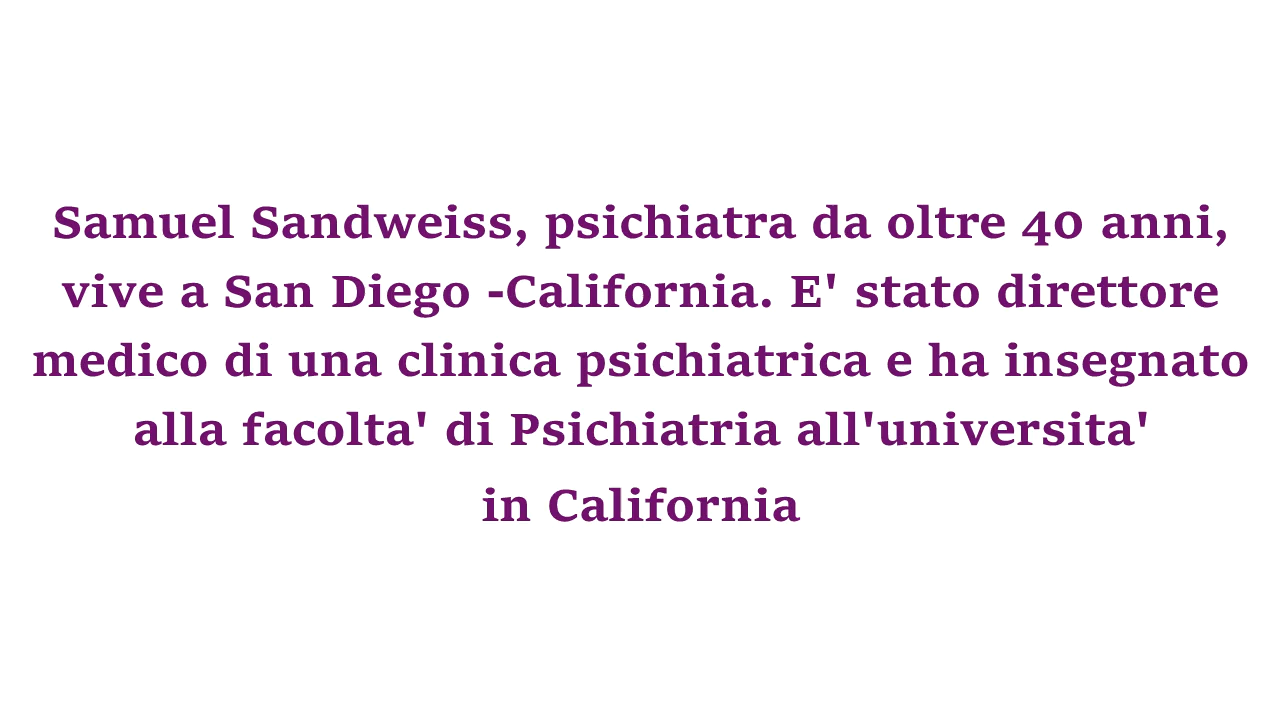 Samuel Sandweiss, psichiatra da oltre 40 anni,
vive a San Diego -California. E' stato direttore
medico di una clinica psichiatrica e ha insegnato
alla facolta' di Psichiatria all'universita'
in California